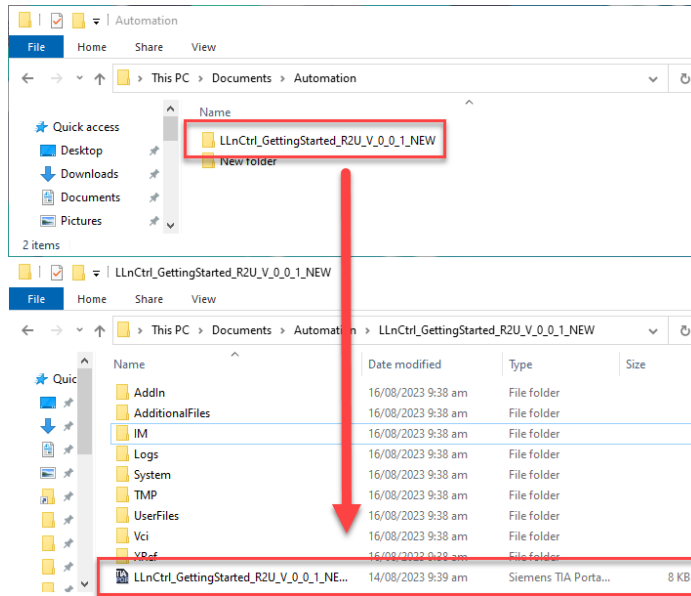 Automation
File Home Share View
This PC > Documents > Automation
Name
Quick access
LLnCtrl_GettingStarted_R2U_V_0_0_1_NEW
New folder
Desktop
Downloads
Documents
Pictures
2 items
LLnCtrl_GettingStarted_R2U_V_0_0_1_NEW
File Home Share View
This PC > Documents > Automation > LLnCtrl_GettingStarted_R2U_V_0_0_1_NEW
Name Date modified Type Size
Quic
AddIn 16/08/2023 9:38 am File folder
AdditionalFiles 16/08/2023 9:38 am File folder
IM 16/08/2023 9:38 am File folder
Logs 16/08/2023 9:38 am File folder
System 16/08/2023 9:38 am File folder
TMP 16/08/2023 9:38 am File folder
UserFiles 16/08/2023 9:38 am File folder
Vci 16/08/2023 9:38 am File folder
XRef 16/08/2023 9:38 am File folder
LLnCtrl_GettingStarted_R2U_V_0_0_1_NE... 14/08/2023 9:39 am Siemens TIA Porta... 8 KB